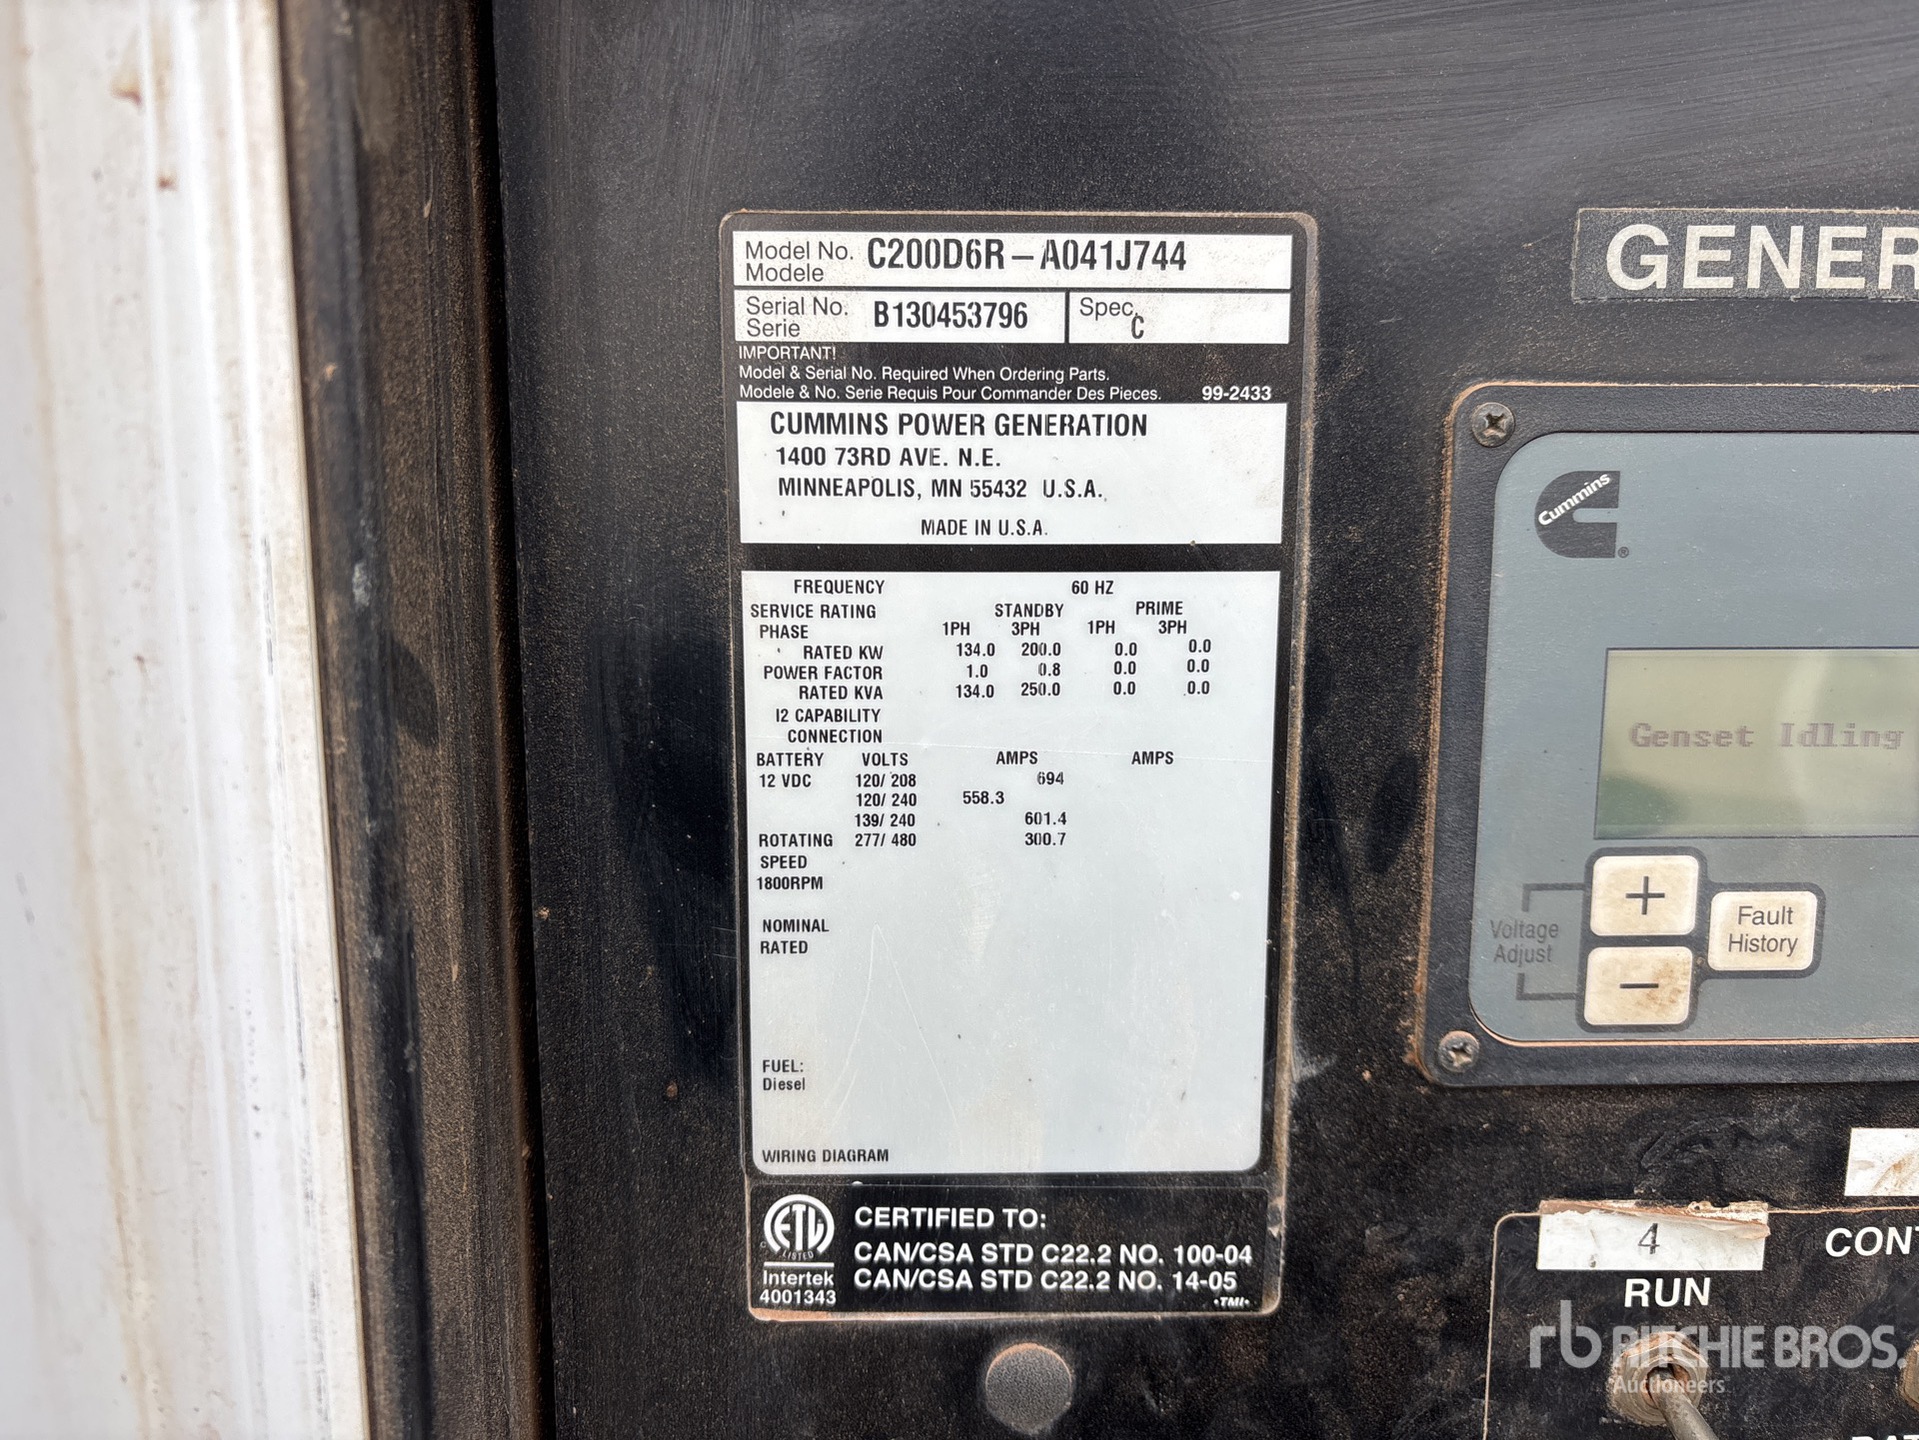 Model No. C200D6R – A041J744
Modele
Serial No. B130453796 Spec.
Serie C
IMPORTANT!
Model & Serial No. Required When Ordering Parts.
Modele & No. Serie Requis Pour Commander Des Pieces. 99-2433
CUMMINS POWER GENERATION
1400 73RD AVE. N.E.
MINNEAPOLIS, MN 55432 U.S.A.
MADE IN U.S.A.
FREQUENCY 60 HZ
SERVICE RATING STANDBY PRIME
PHASE 1PH 3PH 1PH 3PH
RATED KW 134.0 200.0 0.0 0.0
POWER FACTOR 1.0 0.8 0.0 0.0
RATED KVA 134.0 250.0 0.0 0.0
I2 CAPABILITY
CONNECTION
BATTERY VOLTS AMPS AMPS
12 VDC 120/ 208 694
120/ 240 558.3
139/ 240 601.4
ROTATING 277/ 480 300.7
SPEED
1800RPM
NOMINAL
RATED
FUEL:
Diesel
WIRING DIAGRAM
ETL
LISTED
Intertek
4001343
CERTIFIED TO:
CAN/CSA STD C22.2 NO. 100-04
CAN/CSA STD C22.2 NO. 14-05
•TMI•
GENER
Cummins
®
Genset Idling
Voltage
Adjust
+
−
Fault
History
4
RUN
CONT
BAT
rb RITCHIE BROS.
Auctioneers